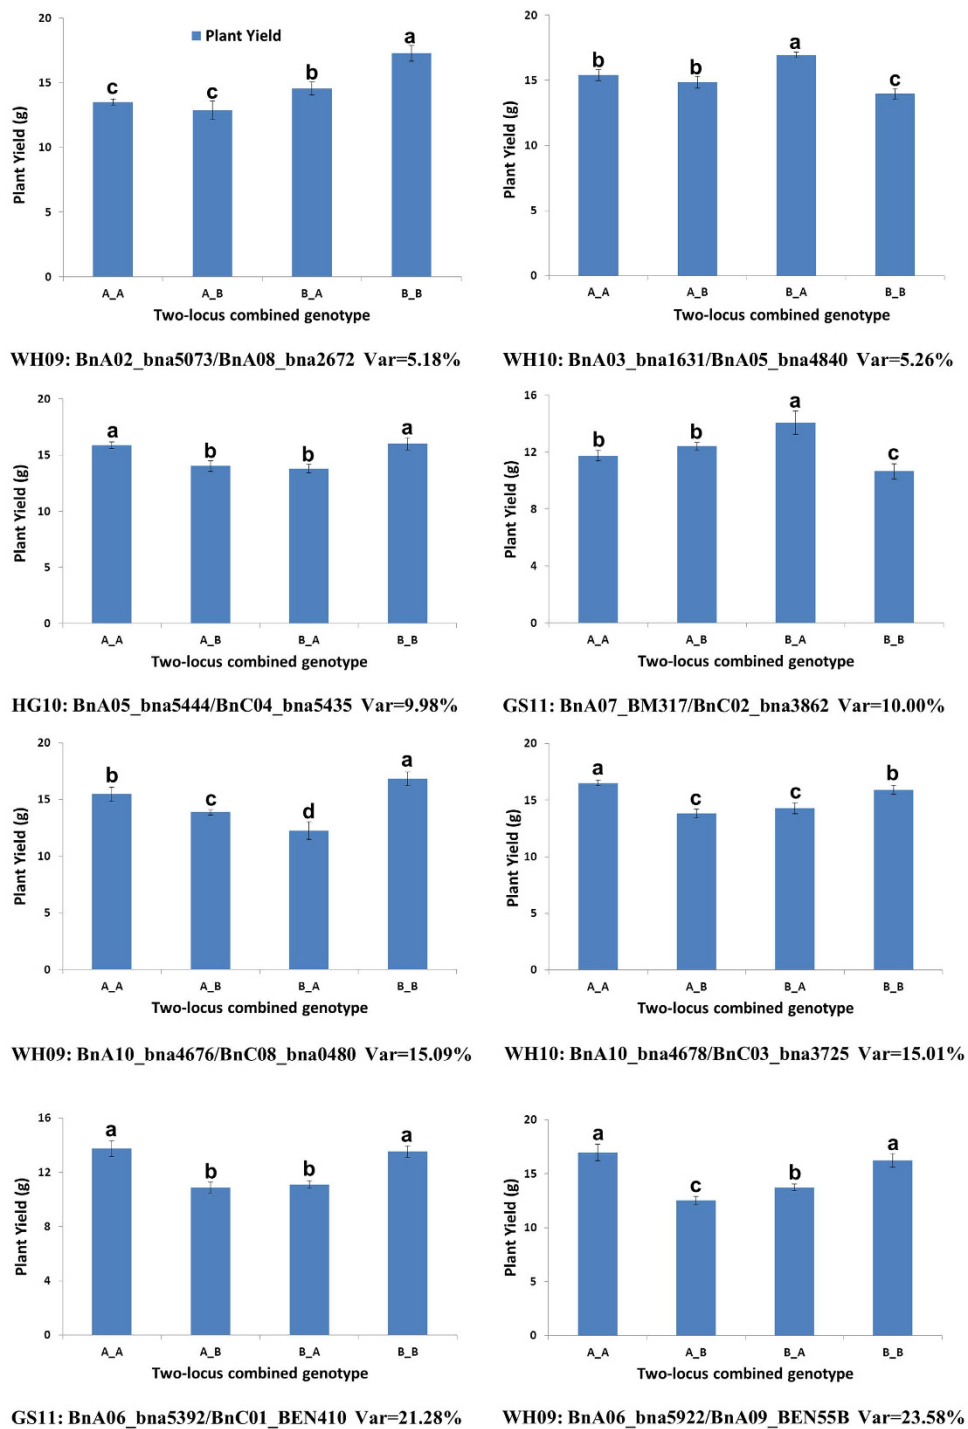 Plant Yield
Plant Yield (g)
20
15
10
5
0
c
c
b
a
A_A
A_B
B_A
B_B
Two-locus combined genotype
WH09: BnA02_bna5073/BnA08_bna2672 Var=5.18%
Plant Yield (g)
20
15
10
5
0
b
b
a
c
A_A
A_B
B_A
B_B
Two-locus combined genotype
WH10: BnA03_bna1631/BnA05_bna4840 Var=5.26%
Plant Yield (g)
20
15
10
5
0
a
b
b
a
A_A
A_B
B_A
B_B
Two-locus combined genotype
HG10: BnA05_bna5444/BnC04_bna5435 Var=9.98%
Plant Yield (g)
16
12
8
4
0
b
b
a
c
A_A
A_B
B_A
B_B
Two-locus combined genotype
GS11: BnA07_BM317/BnC02_bna3862 Var=10.00%
Plant Yield (g)
20
15
10
5
0
b
c
d
a
A_A
A_B
B_A
B_B
Two-locus combined genotype
WH09: BnA10_bna4676/BnC08_bna0480 Var=15.09%
Plant Yield (g)
20
15
10
5
0
a
c
c
b
A_A
A_B
B_A
B_B
Two-locus combined genotype
WH10: BnA10_bna4678/BnC03_bna3725 Var=15.01%
Plant Yield (g)
16
12
8
4
0
a
b
b
a
A_A
A_B
B_A
B_B
Two-locus combined genotype
GS11: BnA06_bna5392/BnC01_BEN410 Var=21.28%
Plant Yield (g)
20
15
10
5
0
a
c
b
a
A_A
A_B
B_A
B_B
Two-locus combined genotype
WH09: BnA06_bna5922/BnA09_BEN55B Var=23.58%